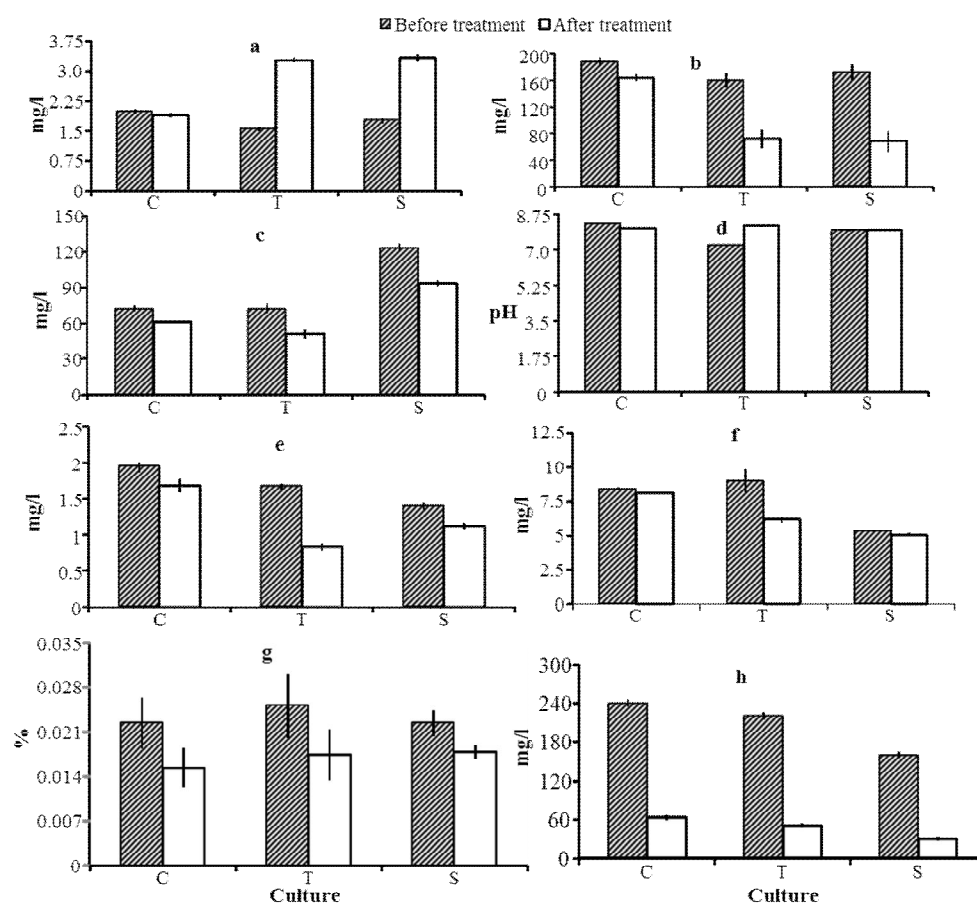 Before treatment After treatment
a
mg/l
3.75
3.0
2.25
1.5
0.75
0
C T S
b
mg/l
200
160
120
80
40
0
C T S
c
mg/l
150
120
90
60
30
0
C T S
d
pH
8.75
7.0
5.25
3.5
1.75
0
C T S
e
mg/l
2.5
2
1.5
1
0.5
0
C T S
f
mg/l
12.5
10
7.5
5
2.5
0
C T S
g
%
0.035
0.028
0.021
0.014
0.007
0
C T S
Culture
h
mg/l
300
240
180
120
60
0
C T S
Culture